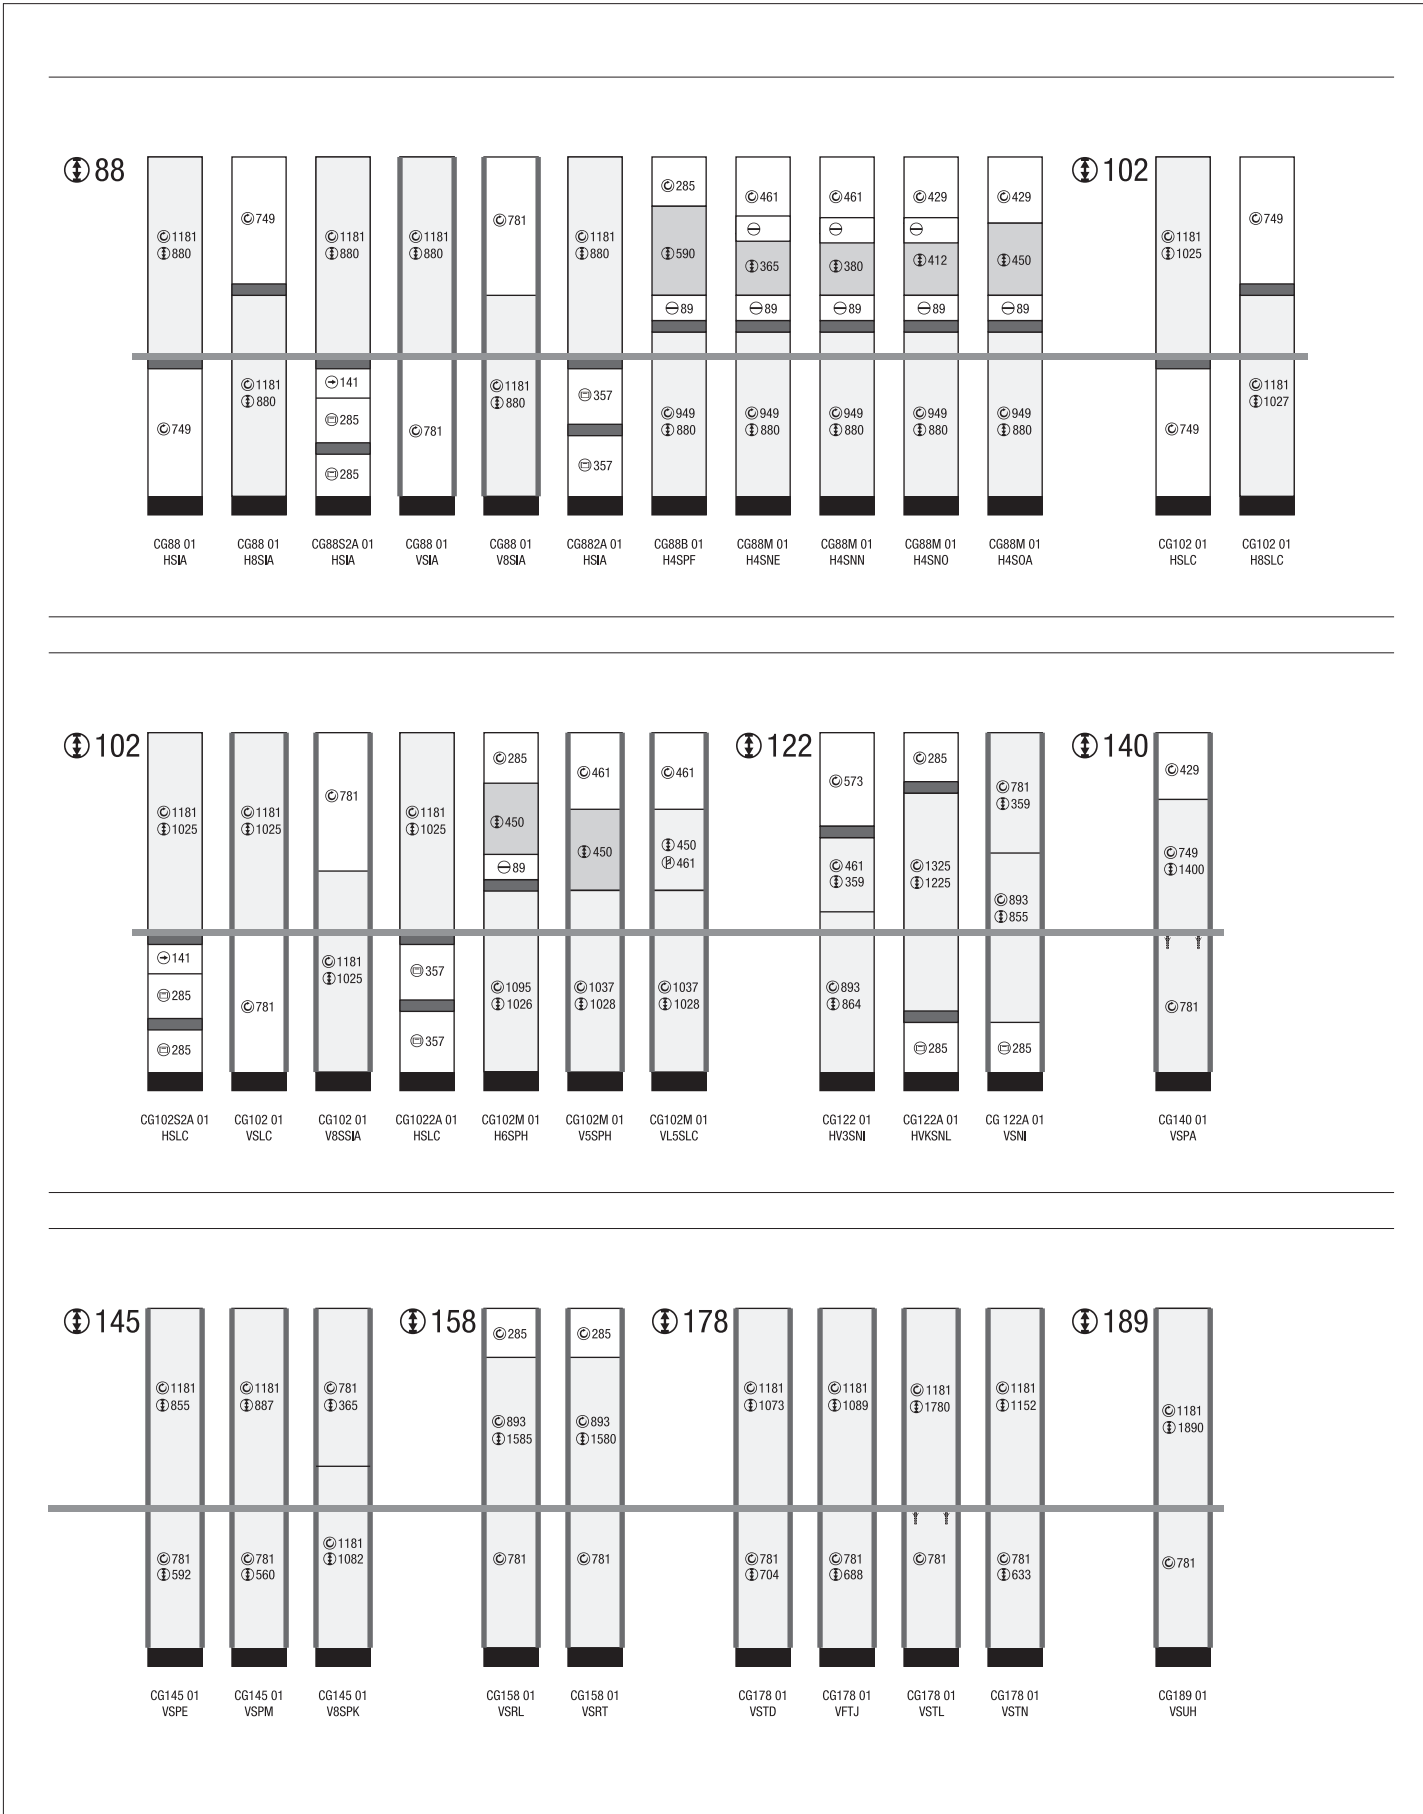 88
1181
880
749
CG88 01
HSIA
749
1181
880
CG88 01
H8SIA
1181
880
141
285
285
CG88S2A 01
HSIA
1181
880
781
CG88 01
VSIA
781
1181
880
CG88 01
V8SIA
1181
880
357
357
CG882A 01
HSIA
285
590
89
949
880
CG88B 01
H4SPF
461
365
89
949
880
CG88M 01
H4SNE
461
380
89
949
880
CG88M 01
H4SNN
429
412
89
949
880
CG88M 01
H4SNO
429
450
89
949
880
CG88M 01
H4SOA
102
1181
1025
749
CG102 01
HSLC
749
1181
1027
CG102 01
H8SLC
102
1181
1025
141
285
285
CG102S2A 01
HSLC
1181
1025
781
CG102 01
VSLC
781
1181
1025
CG102 01
V8SSIA
1181
1025
357
357
CG1022A 01
HSLC
285
450
89
1095
1026
CG102M 01
H6SPH
461
450
1037
1028
CG102M 01
V5SPH
461
450
461
1037
1028
CG102M 01
VL5SLC
122
573
461
359
893
864
CG122 01
HV3SNI
285
1325
1225
285
CG122A 01
HVKSNL
781
359
893
855
285
CG 122A 01
VSNI
140
429
749
1400
781
CG140 01
VSPA
145
1181
855
781
592
CG145 01
VSPE
1181
887
781
560
CG145 01
VSPM
781
365
1181
1082
CG145 01
V8SPK
158
285
893
1585
781
CG158 01
VSRL
285
893
1580
781
CG158 01
VSRT
178
1181
1073
781
704
CG178 01
VSTD
1181
1089
781
688
CG178 01
VFTJ
1181
1780
781
CG178 01
VSTL
1181
1152
781
633
CG178 01
VSTN
189
1181
1890
781
CG189 01
VSUH